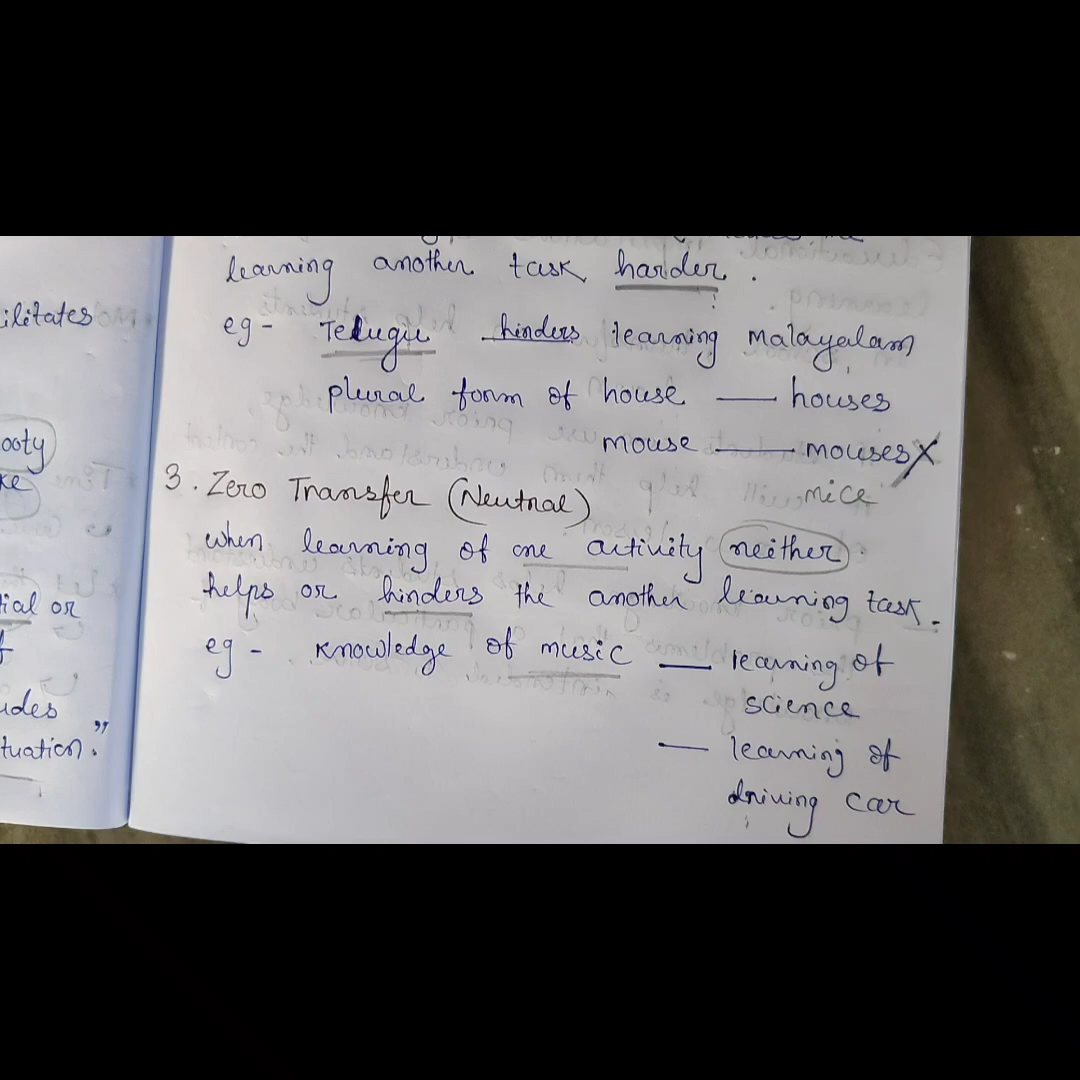 ilitates
ooty
ke
tial or
f
udes
tuation."
learning another task harder.
eg - Telugu hinders learning Malayalam
plural form of house — houses
mouse — mouses X
mice
3. Zero Transfer (Neutral)
when learning of one activity neither
helps or hinders the another learning task.
eg - Knowledge of music — learning of
science
— learning of
driving car